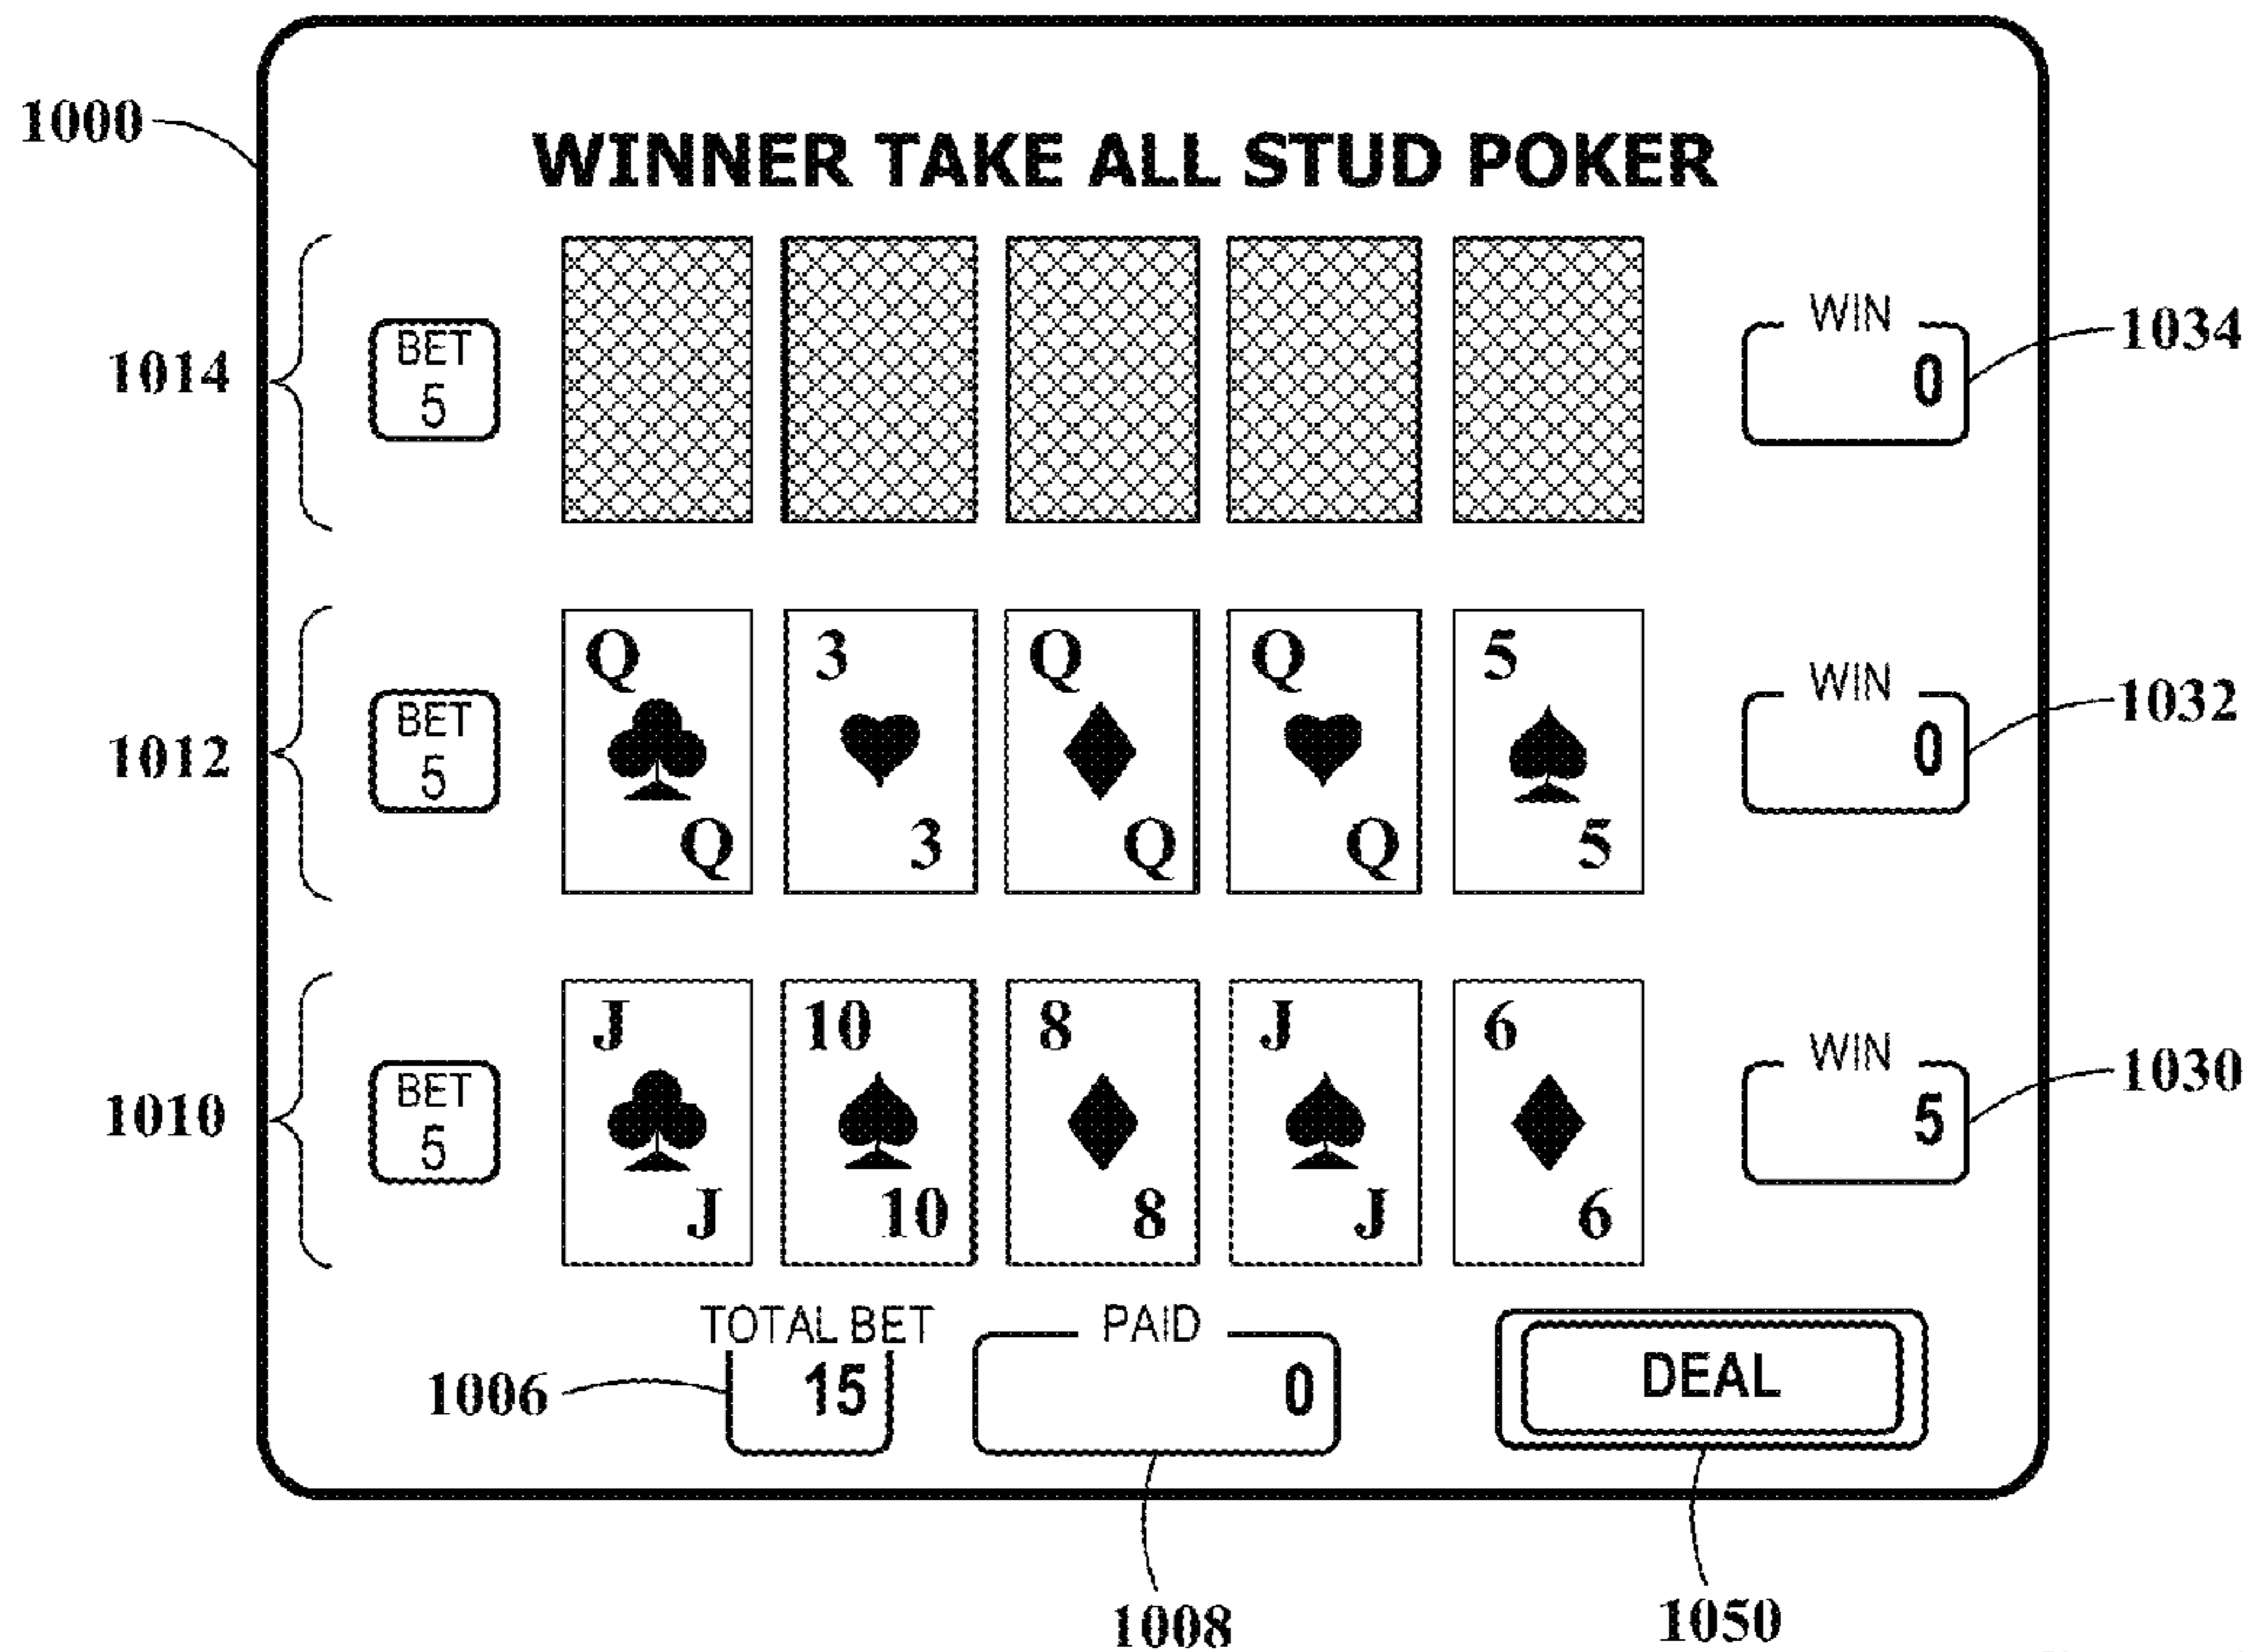 1000
WINNER TAKE ALL STUD POKER
1014
BET
5
WIN
0
1034
1012
BET
5
Q 3 Q Q 5
Q 3 Q Q 5
WIN
0
1032
1010
BET
5
J 10 8 J 6
J 10 8 J 6
WIN
5
1030
1006
TOTAL BET
15
PAID
0
DEAL
1008
1050